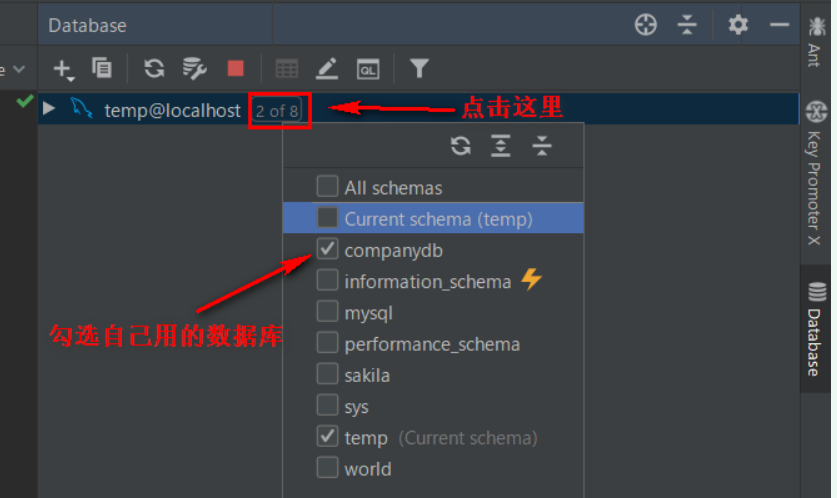 Database
temp@localhost 2 of 8
点击这里
All schemas
Current schema (temp)
companydb
information_schema
mysql
performance_schema
sakila
sys
temp (Current schema)
world
勾选自己用的数据库
QL
e
Ant
Key Promoter X
Database